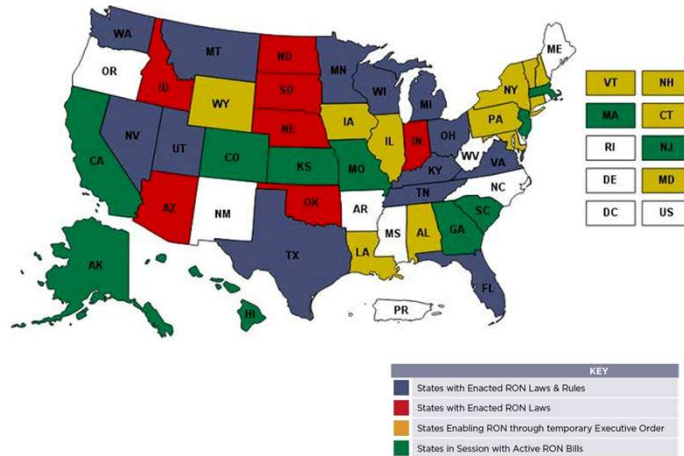 WA
MT
ND
MN
ME
OR
ID
SD
WI
MI
NY
WY
IA
PA
NE
NV
UT
CO
IL
IN
OH
WV
VA
CA
KS
MO
KY
NC
TN
AZ
NM
OK
AR
SC
MS
AL
GA
TX
LA
FL
AK
HI
PR
VT
NH
MA
CT
RI
NJ
DE
MD
DC
US
KEY
States with Enacted RON Laws & Rules
States with Enacted RON Laws
States Enabling RON through temporary Executive Order
States in Session with Active RON Bills